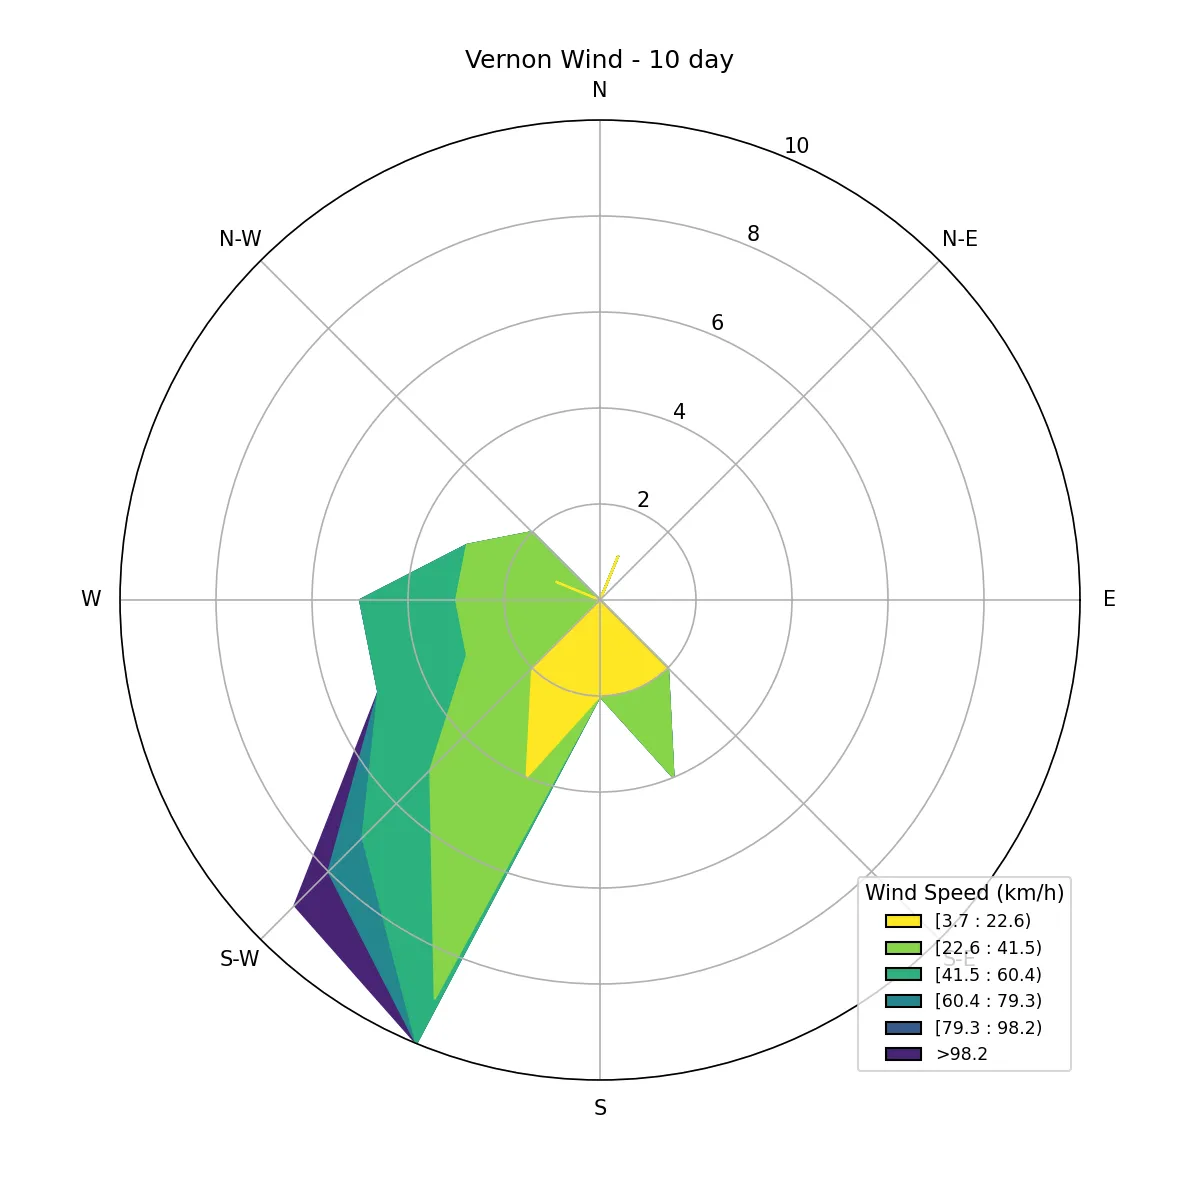 Vernon Wind - 10 day
N
10
N-W
8
N-E
6
4
2
W
E
Wind Speed (km/h)
[3.7 : 22.6)
[22.6 : 41.5)
S-W
S-E
[41.5 : 60.4)
[60.4 : 79.3)
[79.3 : 98.2)
>98.2
S